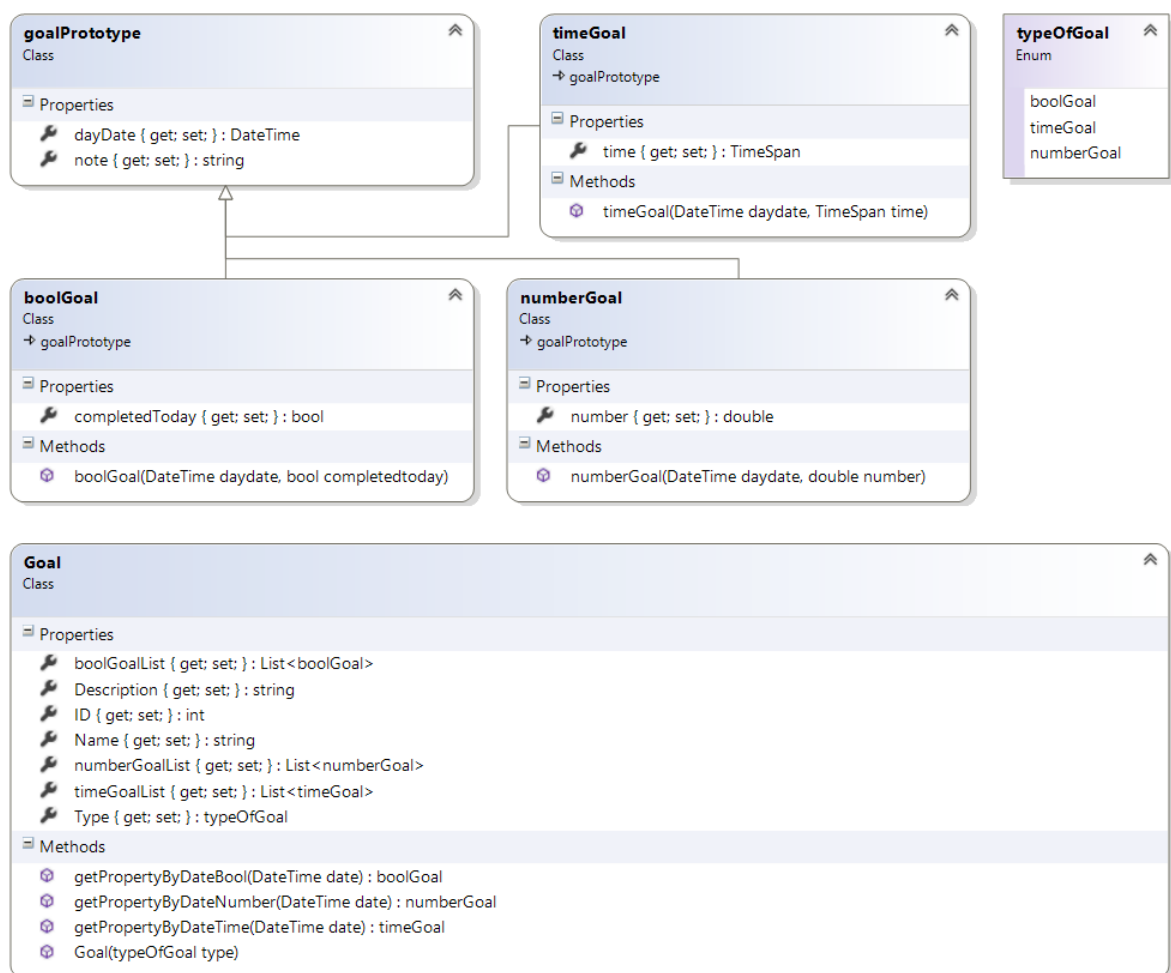 goalPrototype
Class
Properties
dayDate { get; set; } : DateTime
note { get; set; } : string
timeGoal
Class
goalPrototype
Properties
time { get; set; } : TimeSpan
Methods
timeGoal(DateTime daydate, TimeSpan time)
typeOfGoal
Enum
boolGoal
timeGoal
numberGoal
boolGoal
Class
goalPrototype
Properties
completedToday { get; set; } : bool
Methods
boolGoal(DateTime daydate, bool completedtoday)
numberGoal
Class
goalPrototype
Properties
number { get; set; } : double
Methods
numberGoal(DateTime daydate, double number)
Goal
Class
Properties
boolGoalList { get; set; } : List<boolGoal>
Description { get; set; } : string
ID { get; set; } : int
Name { get; set; } : string
numberGoalList { get; set; } : List<numberGoal>
timeGoalList { get; set; } : List<timeGoal>
Type { get; set; } : typeOfGoal
Methods
getPropertyByDateBool(DateTime date) : boolGoal
getPropertyByDateNumber(DateTime date) : numberGoal
getPropertyByDateTime(DateTime date) : timeGoal
Goal(typeOfGoal type)